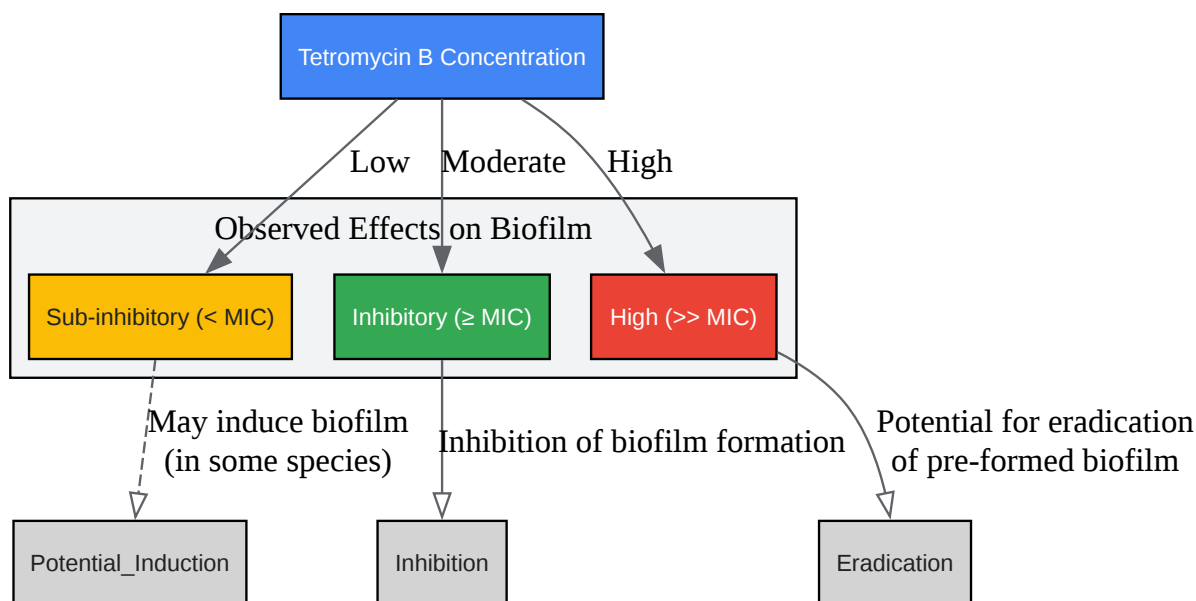 Tetromycin B Concentration
Low
Moderate
High
Observed Effects on Biofilm
Sub-inhibitory (< MIC)
Inhibitory (≥ MIC)
High (>> MIC)
May induce biofilm
(in some species)
Inhibition of biofilm formation
Potential for eradication
of pre-formed biofilm
Potential_Induction
Inhibition
Eradication